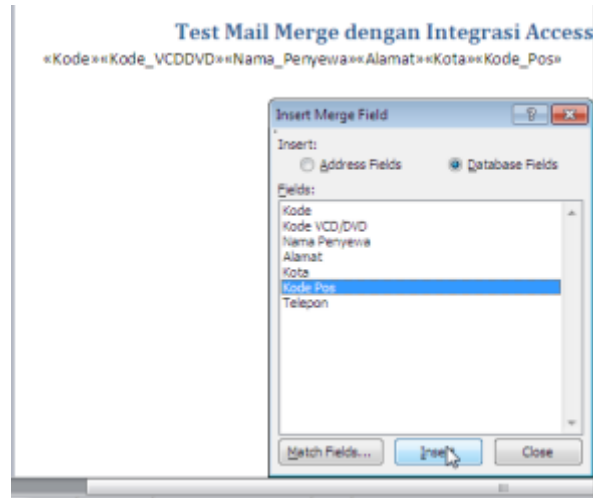 Test Mail Merge dengan Integrasi Access
«Kode»«Kode_VCDDVD»«Nama_Penyewa»«Alamat»«Kota»«Kode_Pos»
Insert Merge Field
Insert:
Address Fields Database Fields
Fields:
Kode
Kode VCD/DVD
Nama Penyewa
Alamat
Kota
Kode Pos
Telepon
Match Fields... Insert Close